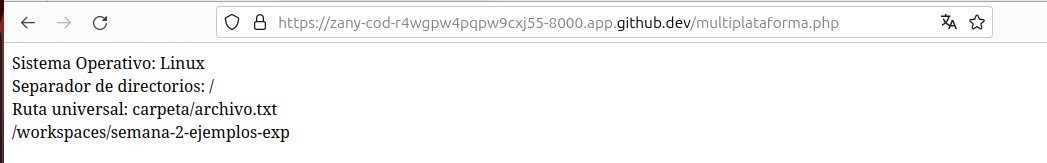 https://zany-cod-r4wgpw4pqpw9cxj55-8000.app.github.dev/multiplataforma.php
Sistema Operativo: Linux
Separador de directorios: /
Ruta universal: carpeta/archivo.txt
/workspaces/semana-2-ejemplos-exp